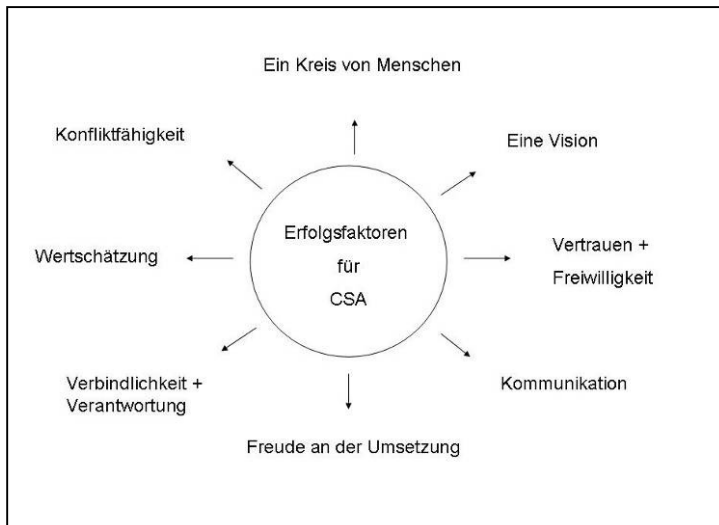 Ein Kreis von Menschen
Konfliktfähigkeit
Eine Vision
Erfolgsfaktoren
für
CSA
Wertschätzung
Vertrauen +
Freiwilligkeit
Verbindlichkeit +
Verantwortung
Kommunikation
Freude an der Umsetzung